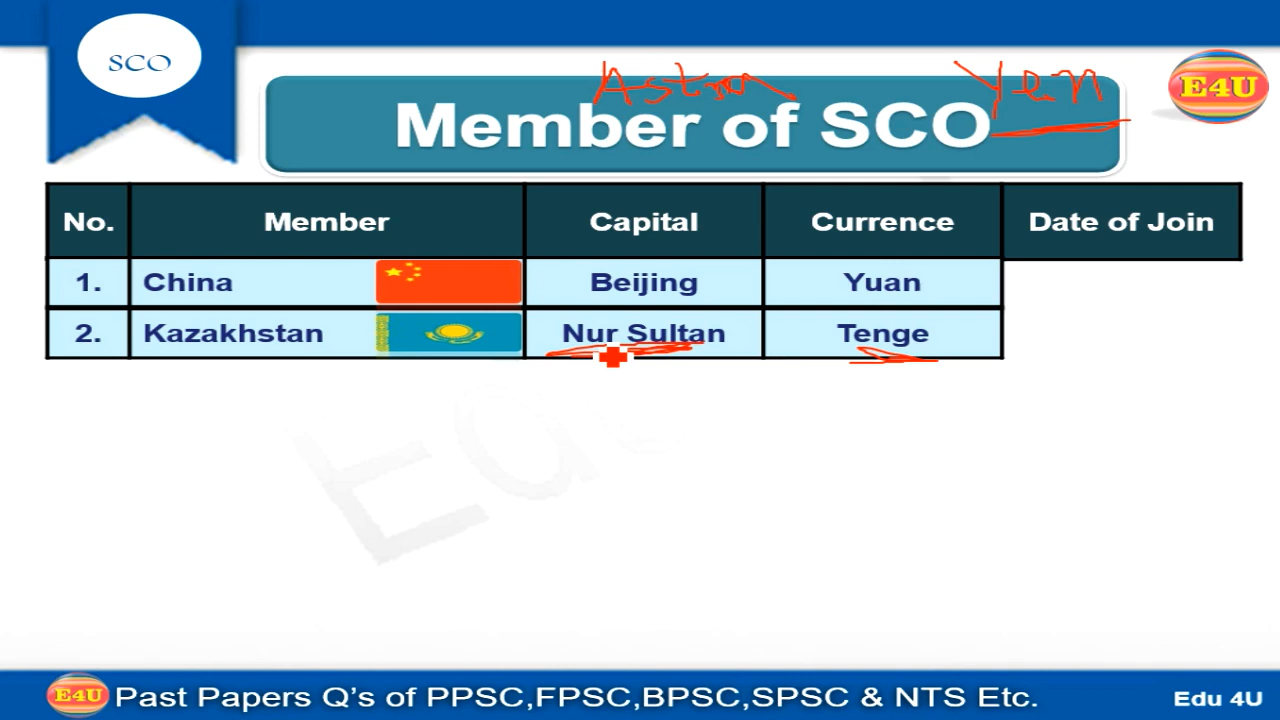 SCO
Astna
Yen
E4U
Member of SCO
No. Member Capital Currence Date of Join
1. China Beijing Yuan
2. Kazakhstan Nur Sultan Tenge
E4U Past Papers Q's of PPSC,FPSC,BPSC,SPSC & NTS Etc. Edu 4U